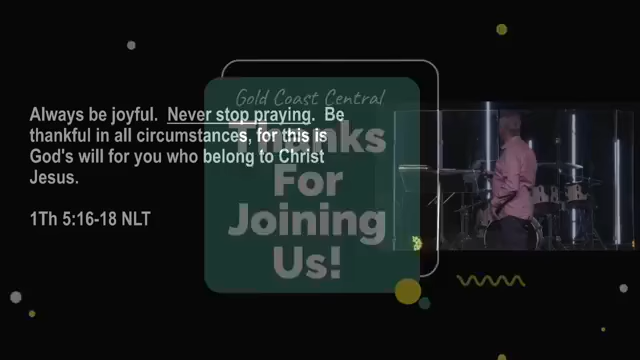 Gold Coast Central
Thanks
For
Joining
Us!
Always be joyful. Never stop praying. Be
thankful in all circumstances, for this is
God's will for you who belong to Christ
Jesus.
1Th 5:16-18 NLT